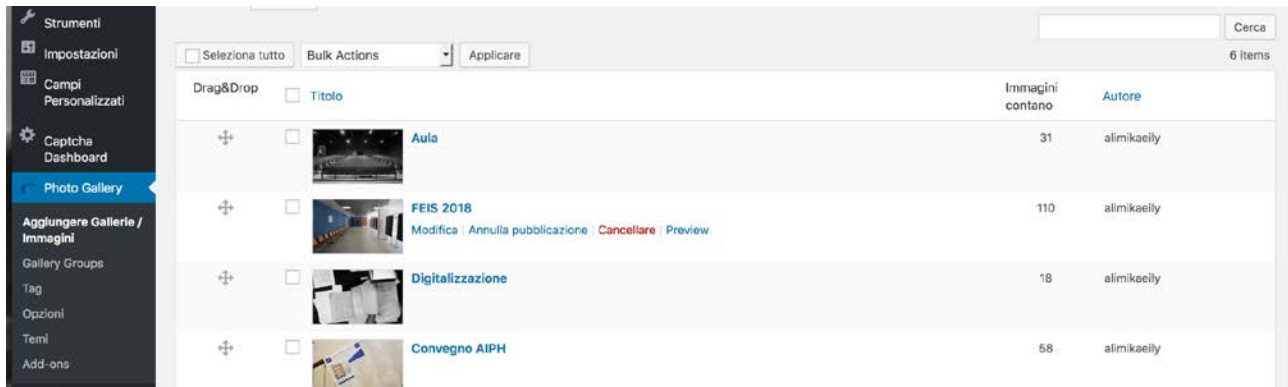 Strumenti
Impostazioni
Campi
Personalizzati
Captcha
Dashboard
Photo Gallery
Aggiungere Gallerie /
Immagini
Gallery Groups
Tag
Opzioni
Temi
Add-ons
Cerca
Seleziona tutto Bulk Actions Applicare 6 items
Drag&Drop Titolo Immagini
contano Autore
Aula 31 alimikaeily
FEIS 2018 110 alimikaeily
Modifica | Annulla pubblicazione | Cancellare | Preview
Digitalizzazione 18 alimikaeily
Convegno AIPH 58 alimikaeily